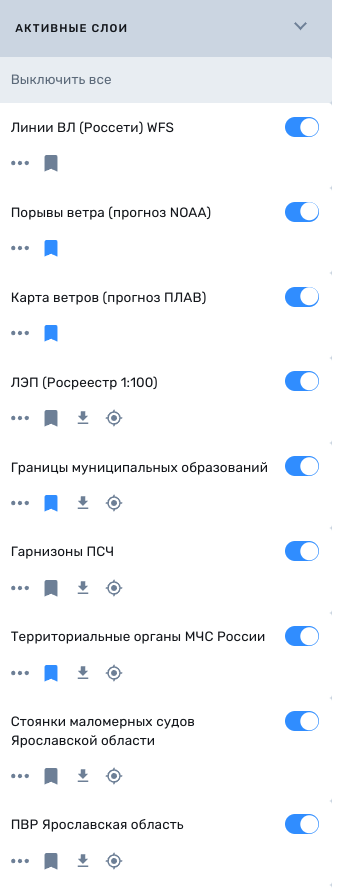 АКТИВНЫЕ СЛОИ
Выключить все
Линии ВЛ (Россети) WFS
Порывы ветра (прогноз NOAA)
Карта ветров (прогноз ПЛАВ)
ЛЭП (Росреестр 1:100)
Границы муниципальных образований
Гарнизоны ПСЧ
Территориальные органы МЧС России
Стоянки маломерных судов
Ярославской области
ПВР Ярославская область